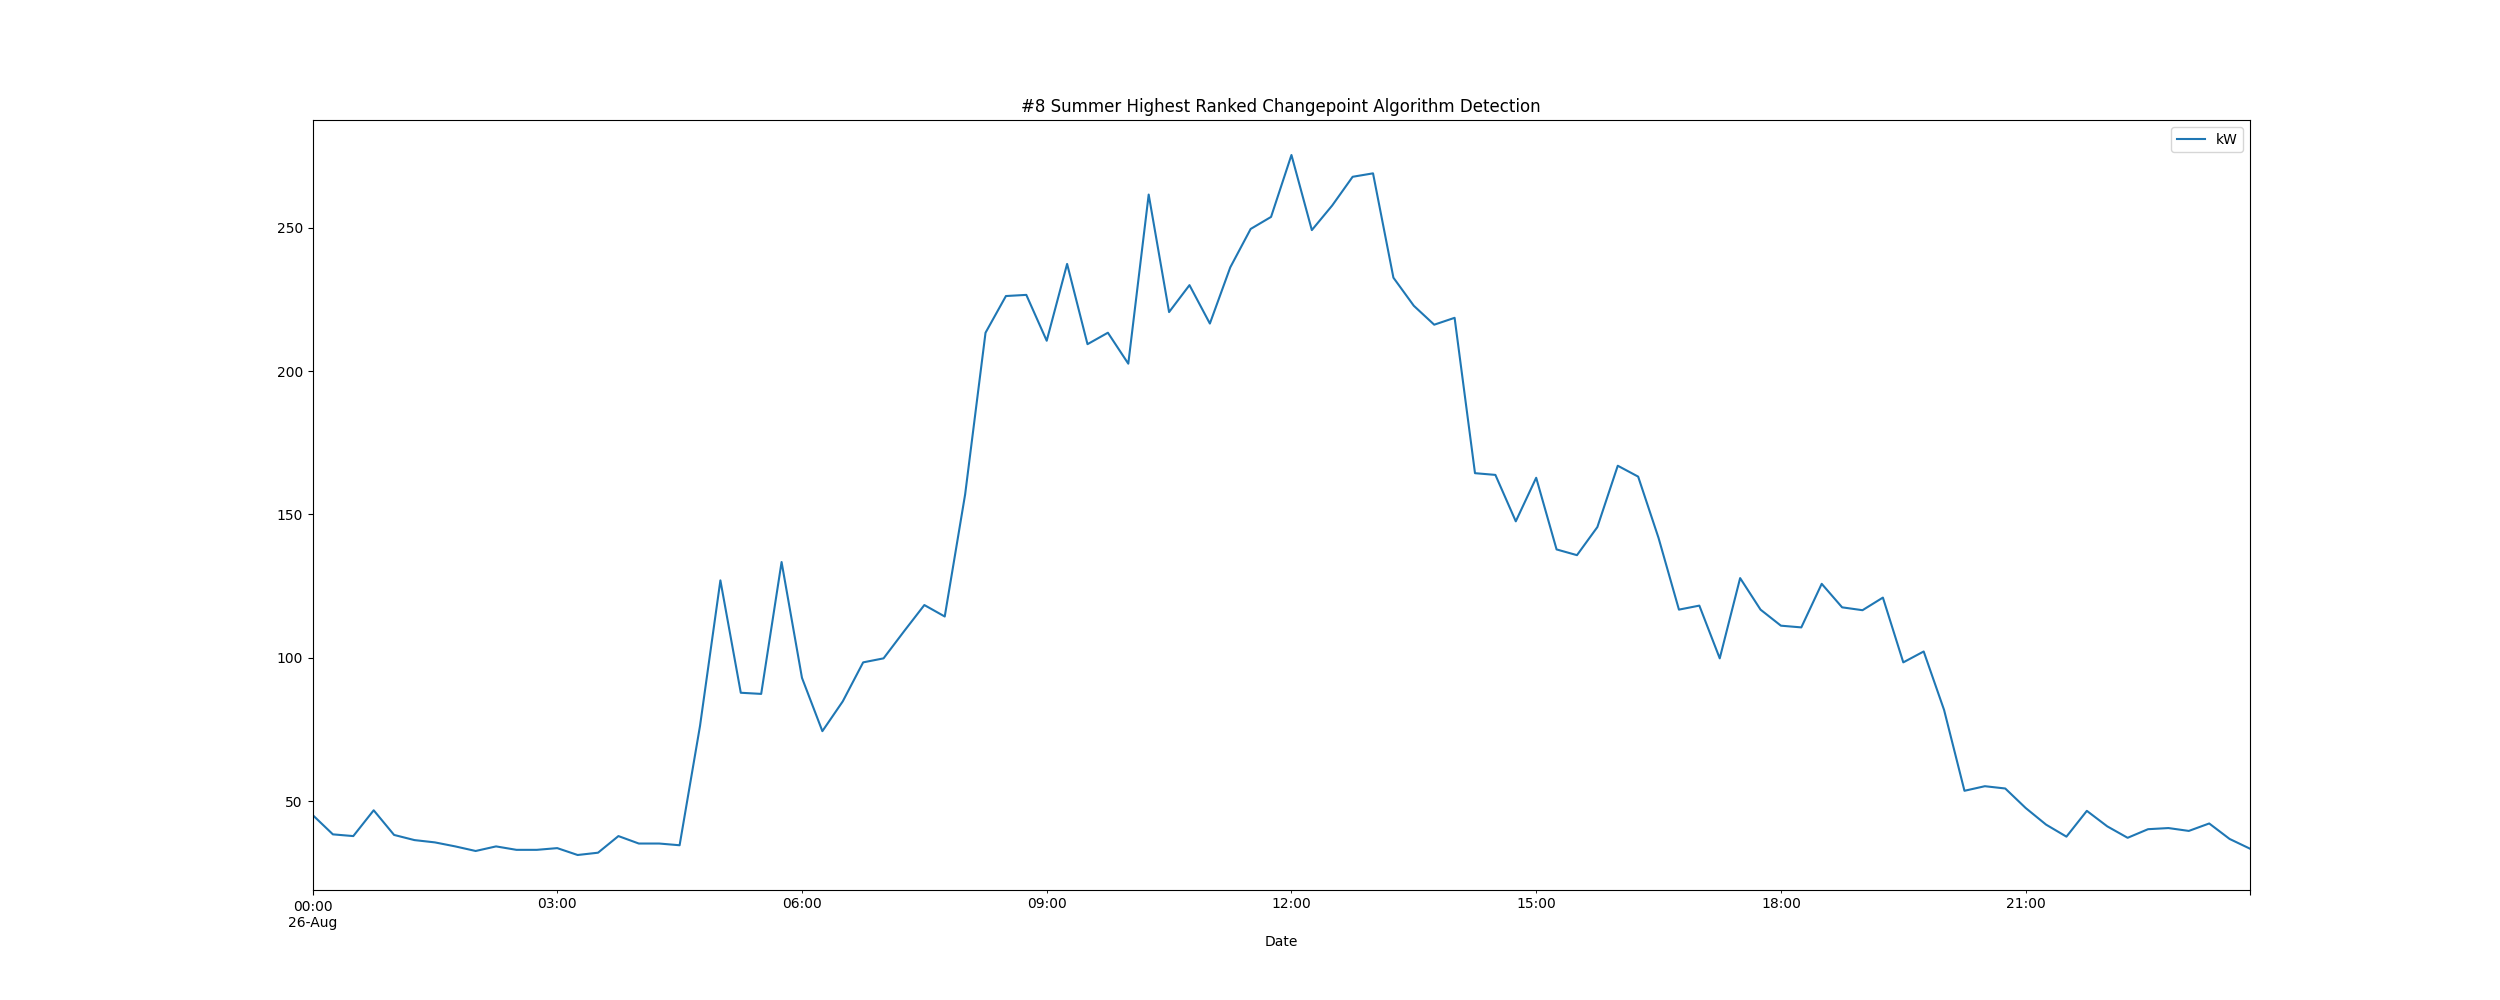 #8 Summer Highest Ranked Changepoint Algorithm Detection
kW
250
200
150
100
50
00:00 03:00 06:00 09:00 12:00 15:00 18:00 21:00
26-Aug
Date